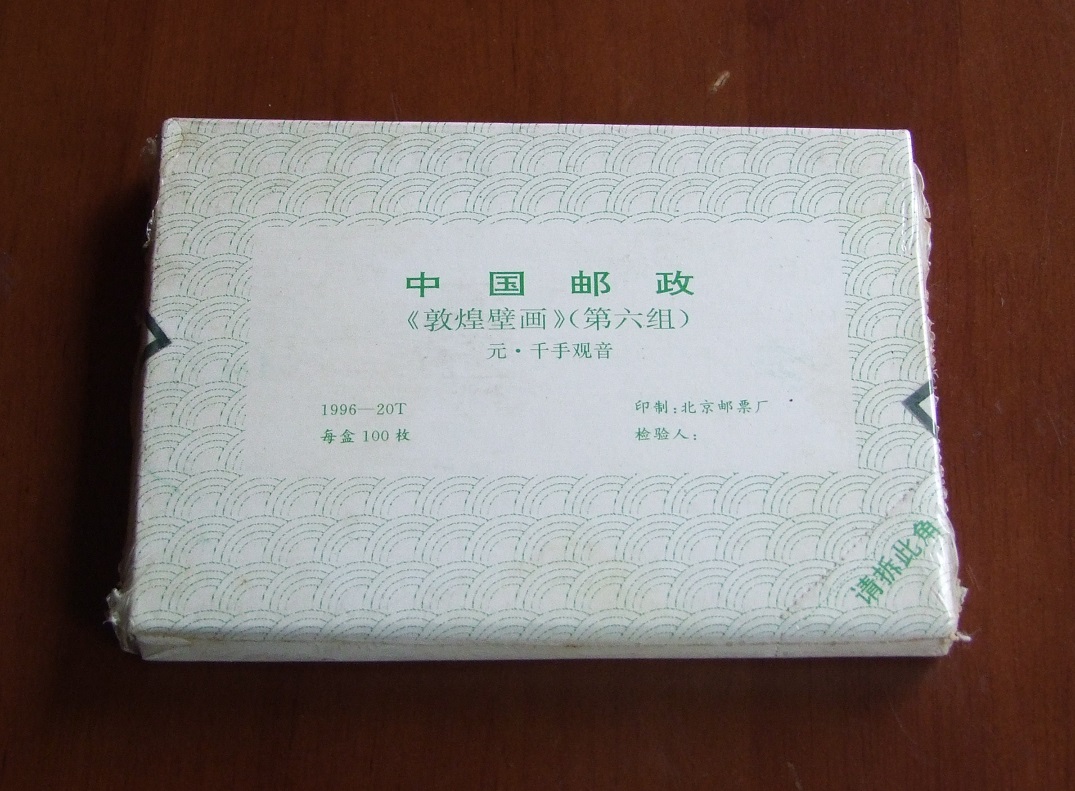 中国邮政
《敦煌壁画》（第六组）
元·千手观音
1996—20T
每盒100枚
印制：北京邮票厂
检验人：
请拆此角